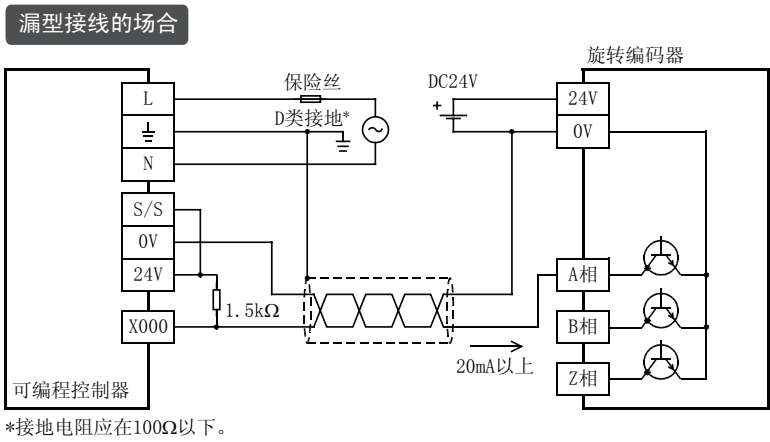 漏型接线的场合
旋转编码器
保险丝
DC24V
L
D类接地*
+
24V
0V
N
S/S
0V
24V
A相
1.5kΩ
X000
B相
20mA以上
Z相
可编程控制器
*接地电阻应在100Ω以下。